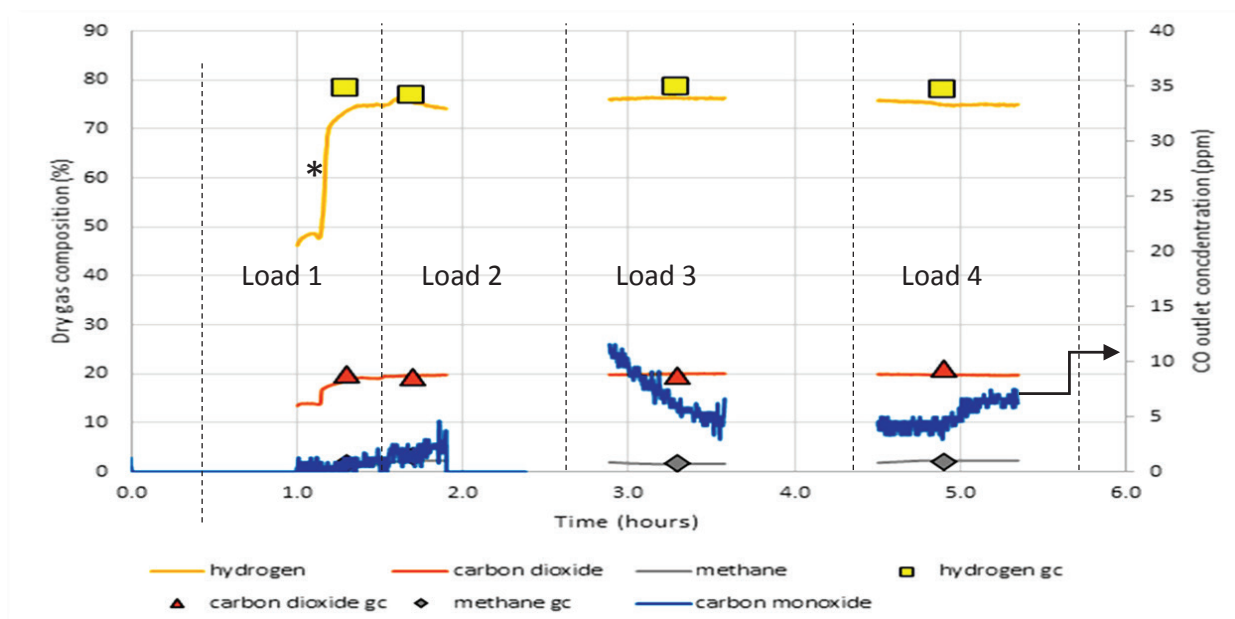 90
80
70
60
50
40
30
20
10
0
Dry gas composition (%)
*
Load 1
Load 2
Load 3
Load 4
40
35
30
25
20
15
10
5
0
CO outlet concdentration (ppm)
0.0 1.0 2.0 3.0 4.0 5.0 6.0
Time (hours)
hydrogen carbon dioxide methane hydrogen gc
carbon dioxide gc methane gc carbon monoxide